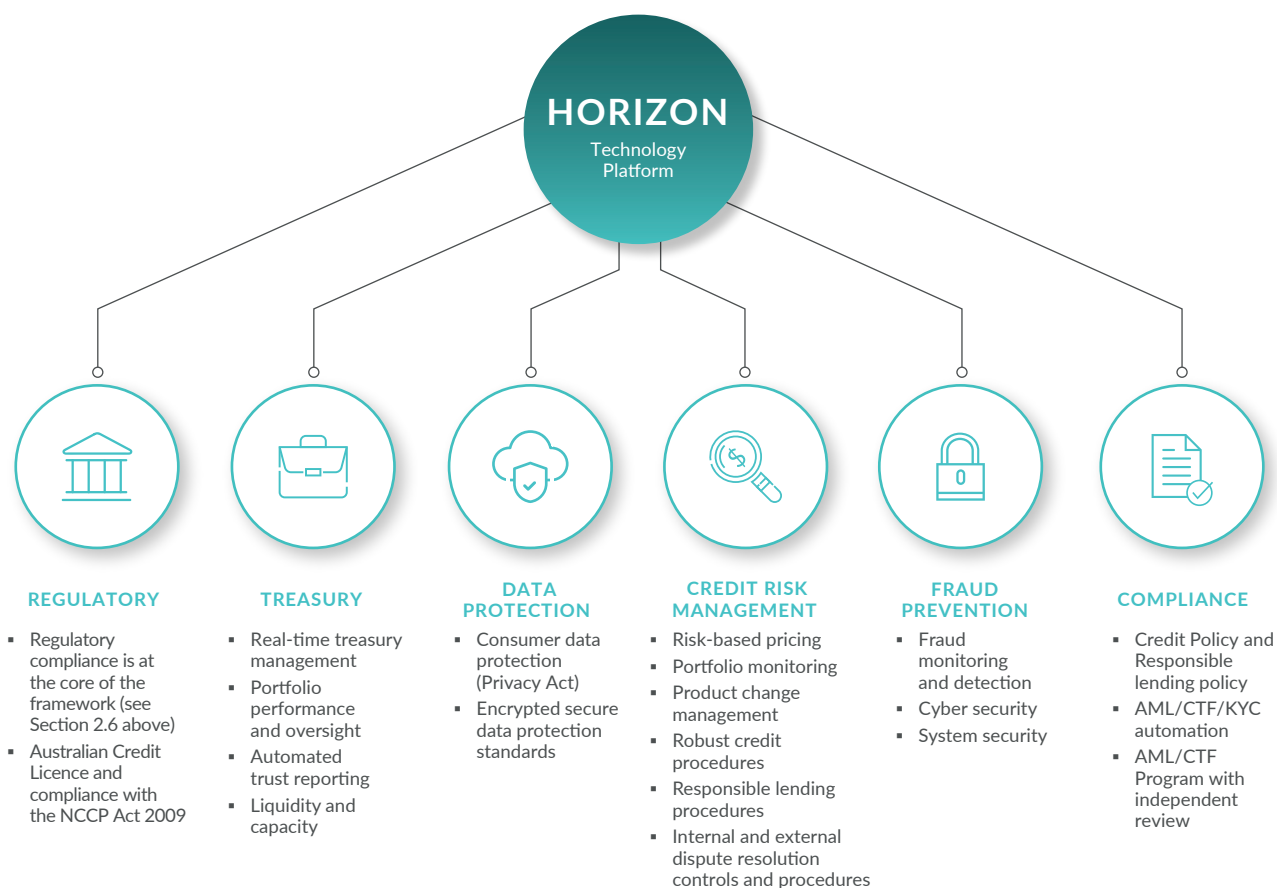 HORIZON
Technology
Platform
REGULATORY
▪ Regulatory
compliance is at
the core of the
framework (see
Section 2.6 above)
▪ Australian Credit
Licence and
compliance with
the NCCP Act 2009
TREASURY
▪ Real-time treasury
management
▪ Portfolio
performance
and oversight
▪ Automated
trust reporting
▪ Liquidity and
capacity
DATA
PROTECTION
▪ Consumer data
protection
(Privacy Act)
▪ Encrypted secure
data protection
standards
$
CREDIT RISK
MANAGEMENT
▪ Risk-based pricing
▪ Portfolio monitoring
▪ Product change
management
▪ Robust credit
procedures
▪ Responsible lending
procedures
▪ Internal and external
dispute resolution
controls and procedures
FRAUD
PREVENTION
▪ Fraud
monitoring
and detection
▪ Cyber security
▪ System security
COMPLIANCE
▪ Credit Policy and
Responsible
lending policy
▪ AML/CTF/KYC
automation
▪ AML/CTF
Program with
independent
review